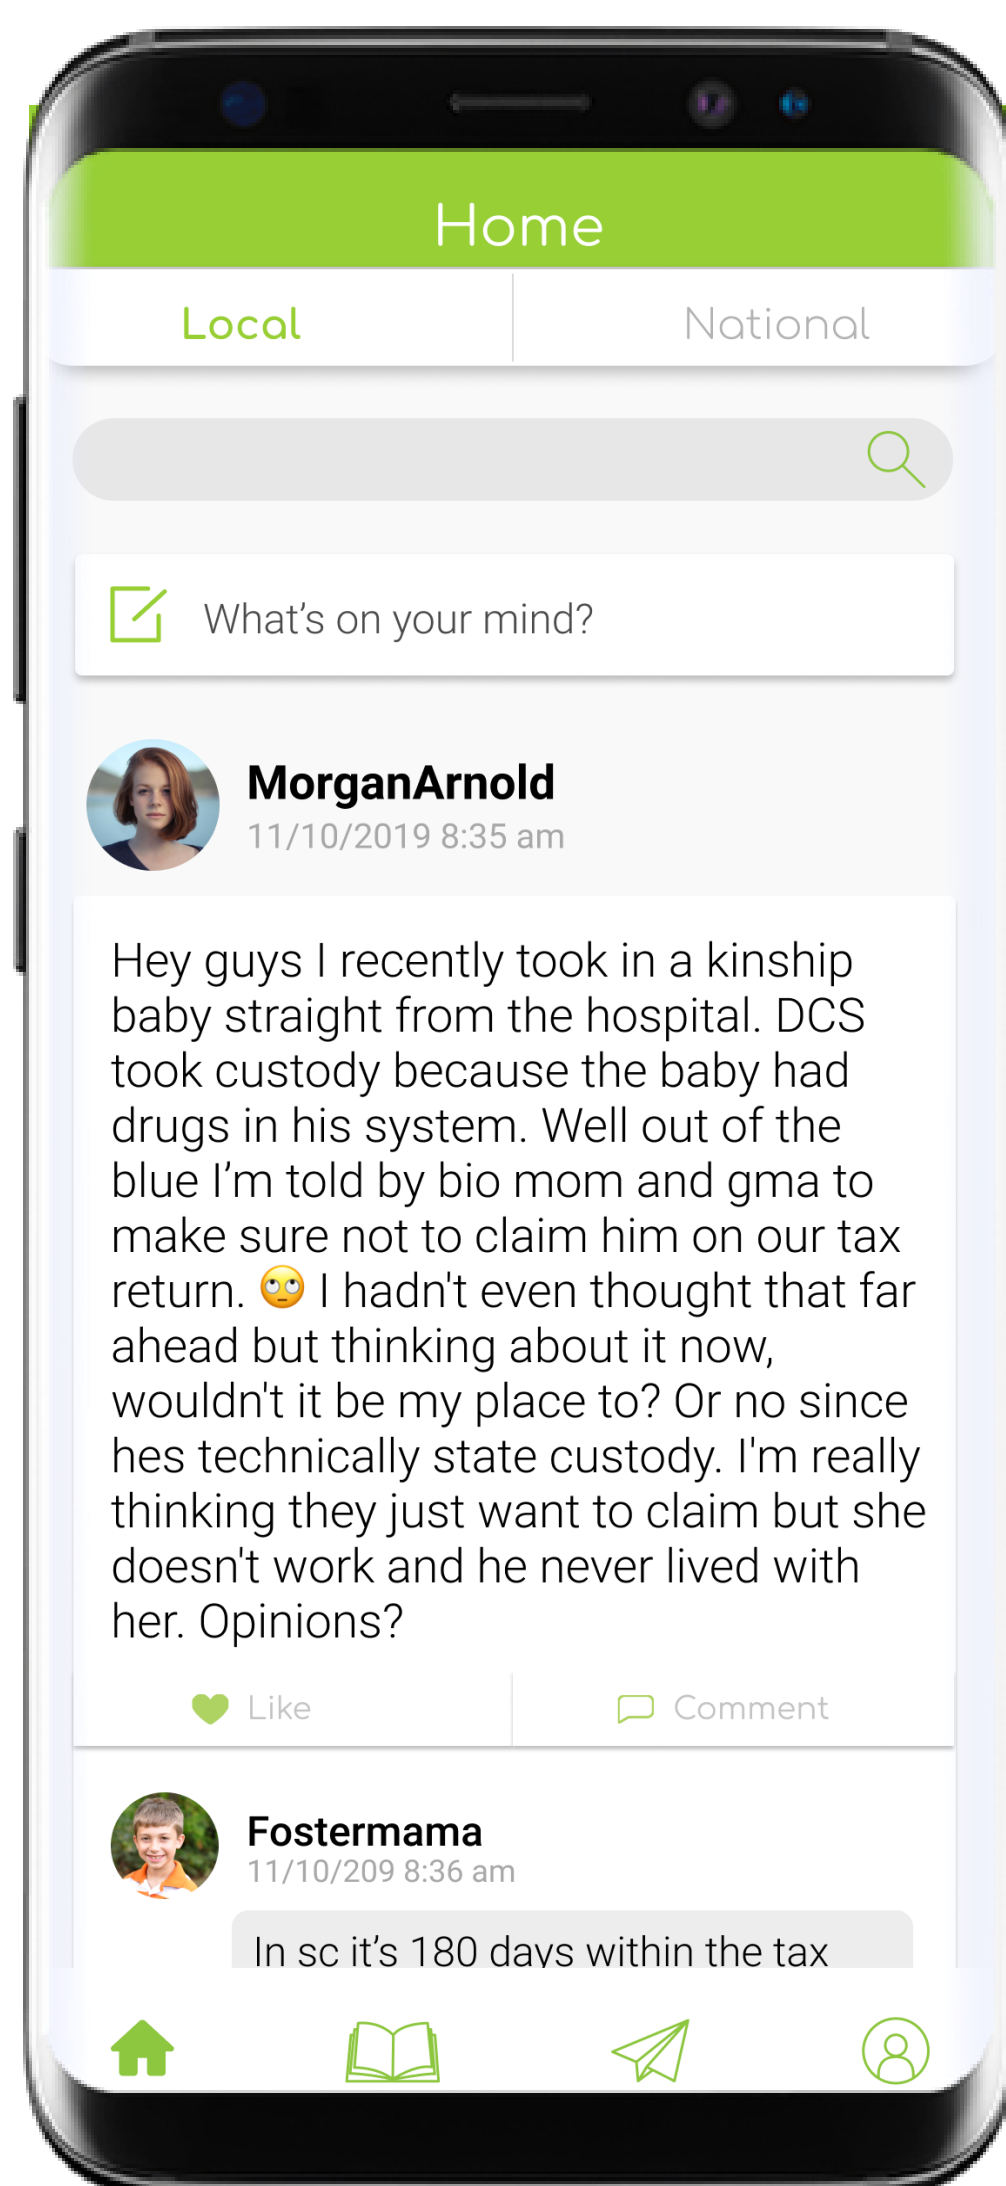 Home
Local
National
What's on your mind?
MorganArnold
11/10/2019 8:35 am
Hey guys I recently took in a kinship
baby straight from the hospital. DCS
took custody because the baby had
drugs in his system. Well out of the
blue I’m told by bio mom and gma to
make sure not to claim him on our tax
return. 🙄 I hadn't even thought that far
ahead but thinking about it now,
wouldn't it be my place to? Or no since
hes technically state custody. I'm really
thinking they just want to claim but she
doesn't work and he never lived with
her. Opinions?
Like
Comment
Fostermama
11/10/209 8:36 am
In sc it’s 180 days within the tax